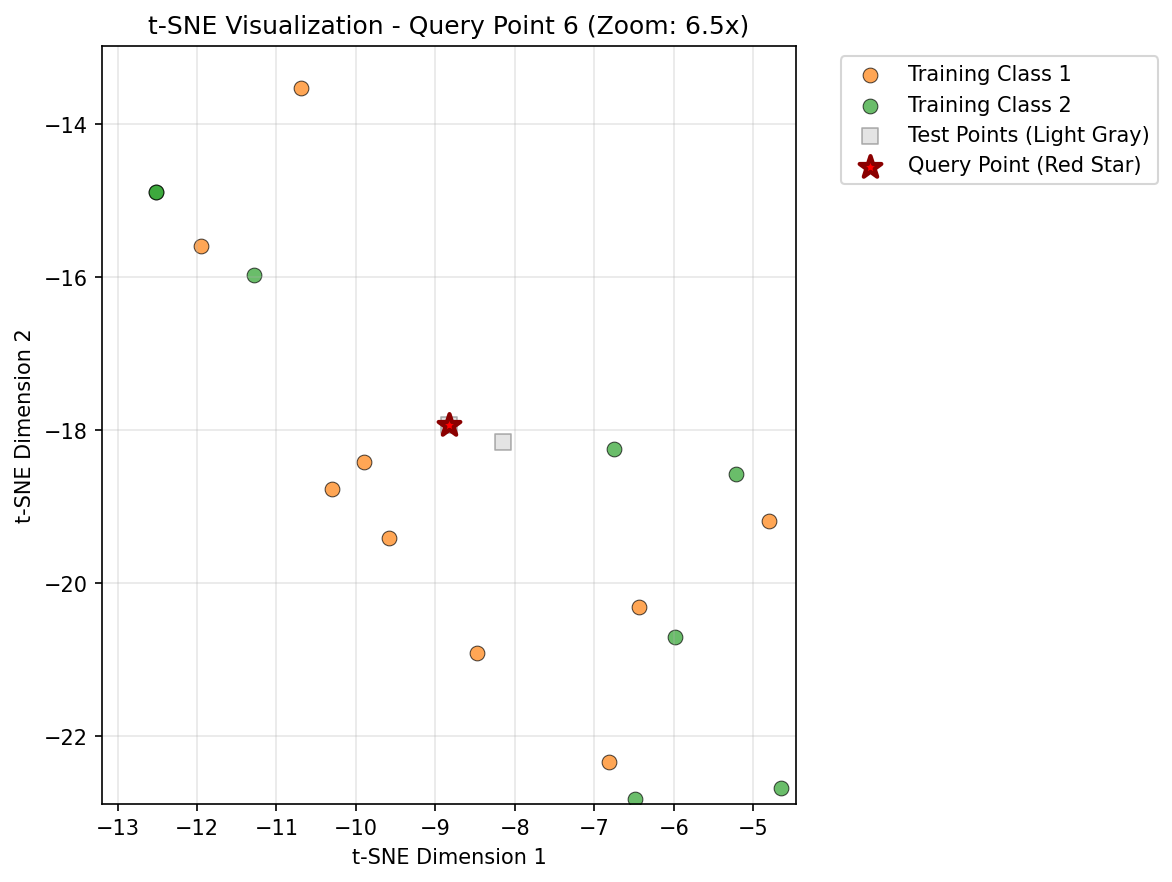 t-SNE Visualization - Query Point 6 (Zoom: 6.5x)
Training Class 1
Training Class 2
Test Points (Light Gray)
Query Point (Red Star)
t-SNE Dimension 2
−14
−16
−18
−20
−22
−13 −12 −11 −10 −9 −8 −7 −6 −5
t-SNE Dimension 1